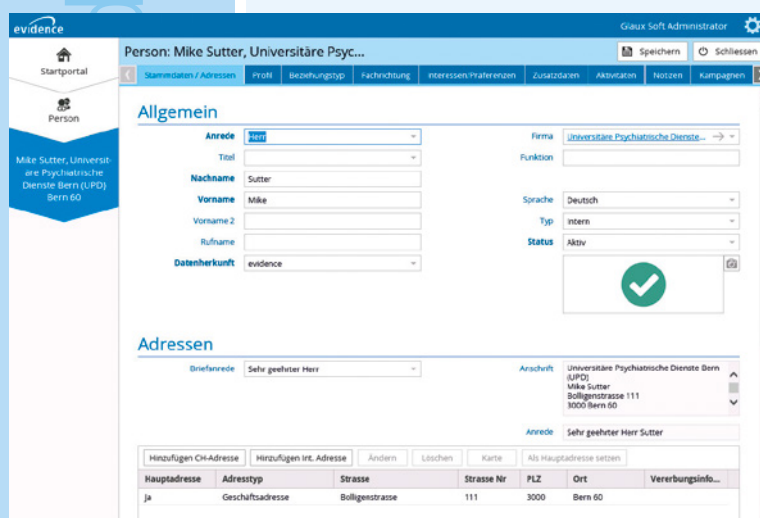 evidence
Glaux Soft Administrator
Startportal
Person
Mike Sutter, Universit-
äre Psychiatrische
Dienste Bern (UPD)
Bern 60
Person: Mike Sutter, Universitäre Psyc...
Speichern
Schliessen
Stammdaten / Adressen
Profil
Beziehungstyp
Fachrichtung
Interessen/Präferenzen
Zusatzdaten
Aktivitäten
Notizen
Kampagnen
Allgemein
Anrede Herr
Titel
Nachname Sutter
Vorname Mike
Vorname 2
Rufname
Datenherkunft evidence
Firma Universitäre Psychiatrische Dienste...
Funktion
Sprache Deutsch
Typ Intern
Status Aktiv
Adressen
Briefanrede Sehr geehrter Herr
Anschrift Universitäre Psychiatrische Dienste Bern
(UPD)
Mike Sutter
Bolligenstrasse 111
3000 Bern 60
Anrede Sehr geehrter Herr Sutter
Hinzufügen CH-Adresse Hinzufügen Int. Adresse Ändern Löschen Karte Als Hauptadresse setzen
Hauptadresse Adresstyp Strasse Strasse Nr PLZ Ort Vererbungsinfo...
Ja Geschäftsadresse Bolligenstrasse 111 3000 Bern 60